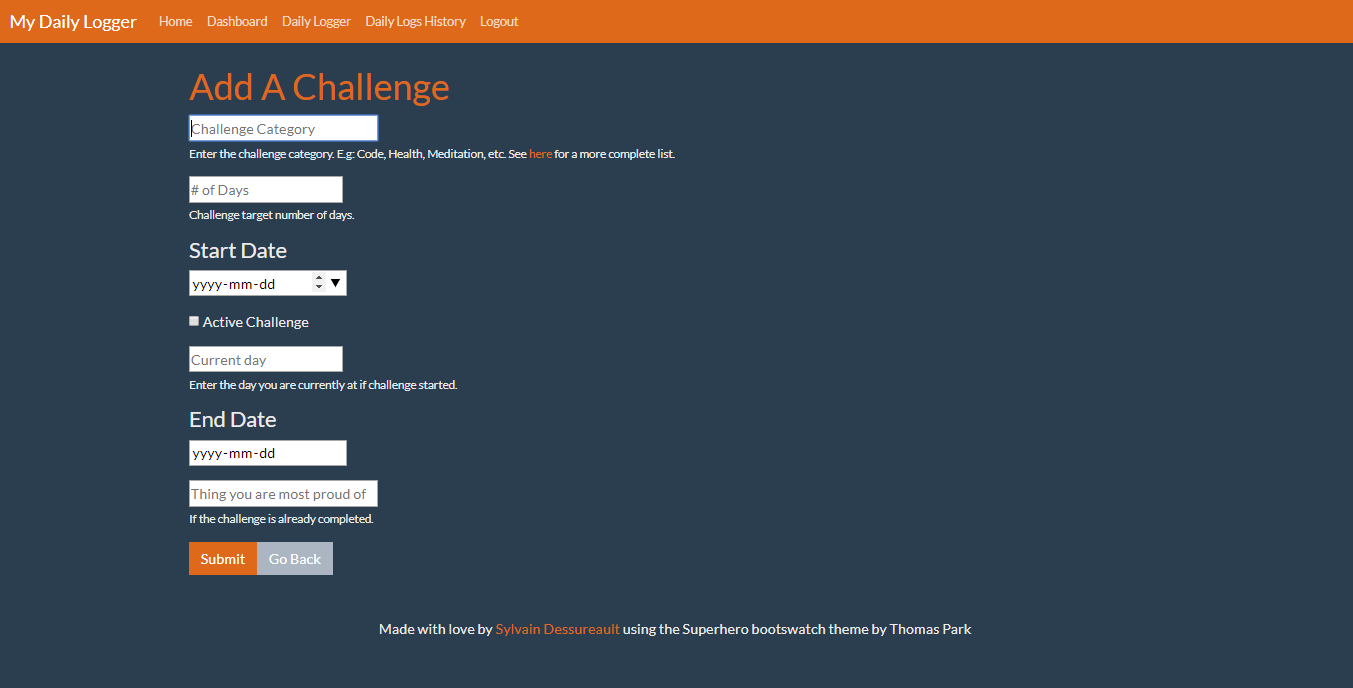 My Daily Logger Home Dashboard Daily Logger Daily Logs History Logout
Add A Challenge
Challenge Category
Enter the challenge category. E.g: Code, Health, Meditation, etc. See here for a more complete list.
# of Days
Challenge target number of days.
Start Date
yyyy-mm-dd
Active Challenge
Current day
Enter the day you are currently at if challenge started.
End Date
yyyy-mm-dd
Thing you are most proud of
If the challenge is already completed.
Submit Go Back
Made with love by Sylvain Dessureault using the Superhero bootswatch theme by Thomas Park